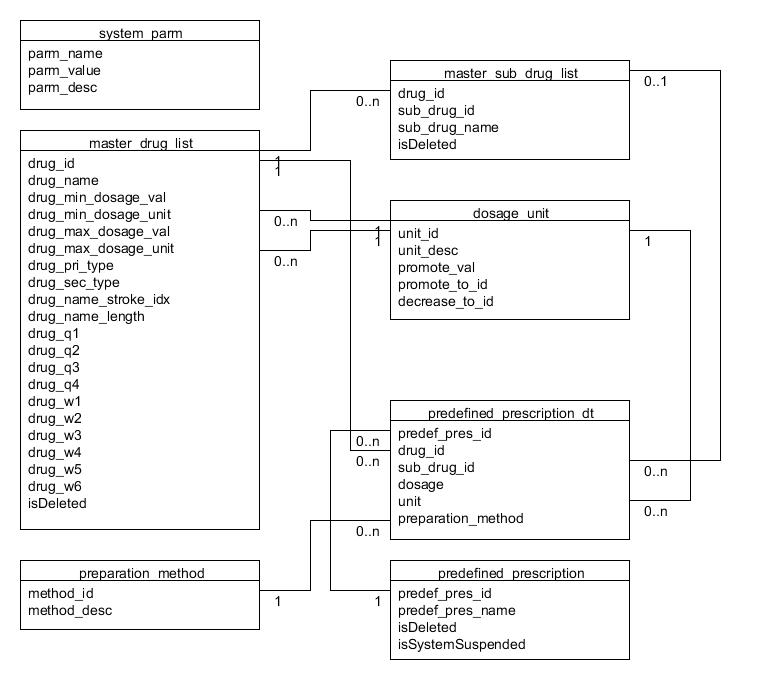 system_parm
parm_name
parm_value
parm_desc
master_sub_drug_list
drug_id
sub_drug_id
sub_drug_name
isDeleted
0..n
0..1
master_drug_list
drug_id
drug_name
drug_min_dosage_val
drug_min_dosage_unit
drug_max_dosage_val
drug_max_dosage_unit
drug_pri_type
drug_sec_type
drug_name_stroke_idx
drug_name_length
drug_q1
drug_q2
drug_q3
drug_q4
drug_w1
drug_w2
drug_w3
drug_w4
drug_w5
drug_w6
isDeleted
1
1
0..n
0..n
dosage_unit
unit_id
unit_desc
promote_val
promote_to_id
decrease_to_id
1
1
1
predefined_prescription_dt
predef_pres_id
drug_id
sub_drug_id
dosage
unit
preparation_method
0..n
0..n
0..n
0..n
0..n
preparation_method
method_id
method_desc
1
predefined_prescription
predef_pres_id
predef_pres_name
isDeleted
isSystemSuspended
1